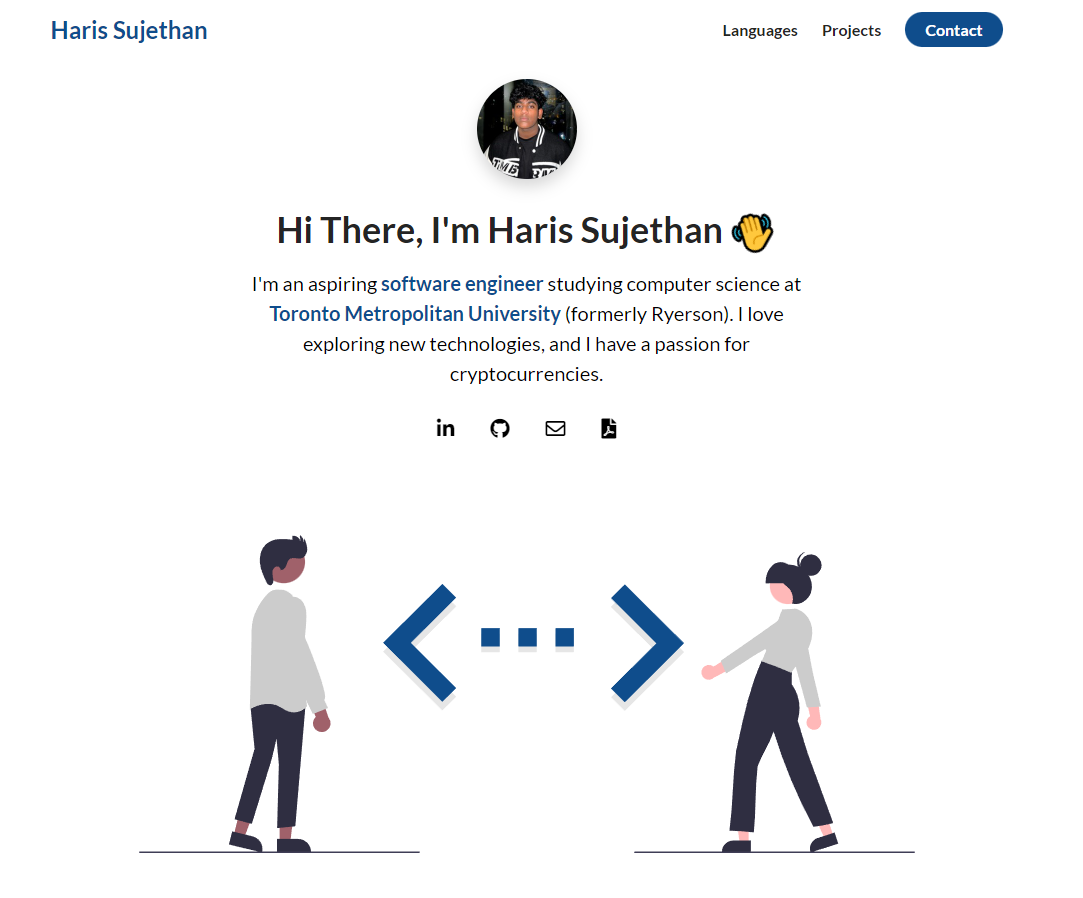 Haris Sujethan
Languages Projects Contact
Hi There, I'm Haris Sujethan
I'm an aspiring software engineer studying computer science at
Toronto Metropolitan University (formerly Ryerson). I love
exploring new technologies, and I have a passion for
cryptocurrencies.
in